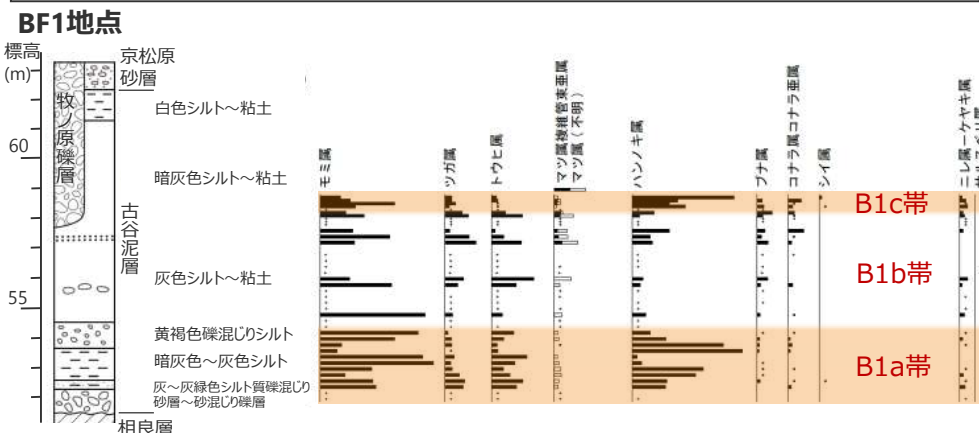 BF1地点
標高
(m)
60
55
牧ノ原礫層
古谷泥層
京松原
砂層
白色シルト～粘土
暗灰色シルト～粘土
灰色シルト～粘土
黄褐色礫混じりシルト
暗灰色～灰色シルト
灰～灰緑色シルト質礫混じり
砂層～砂混じり礫層
相良層
モミ属
ツガ属
トウヒ属
マツ属複維管束亜属
マツ属（不明）
ハンノキ属
ブナ属
コナラ属コナラ亜属
シイ属
ニレ属ーケヤキ属
B1c帯
B1b帯
B1a帯